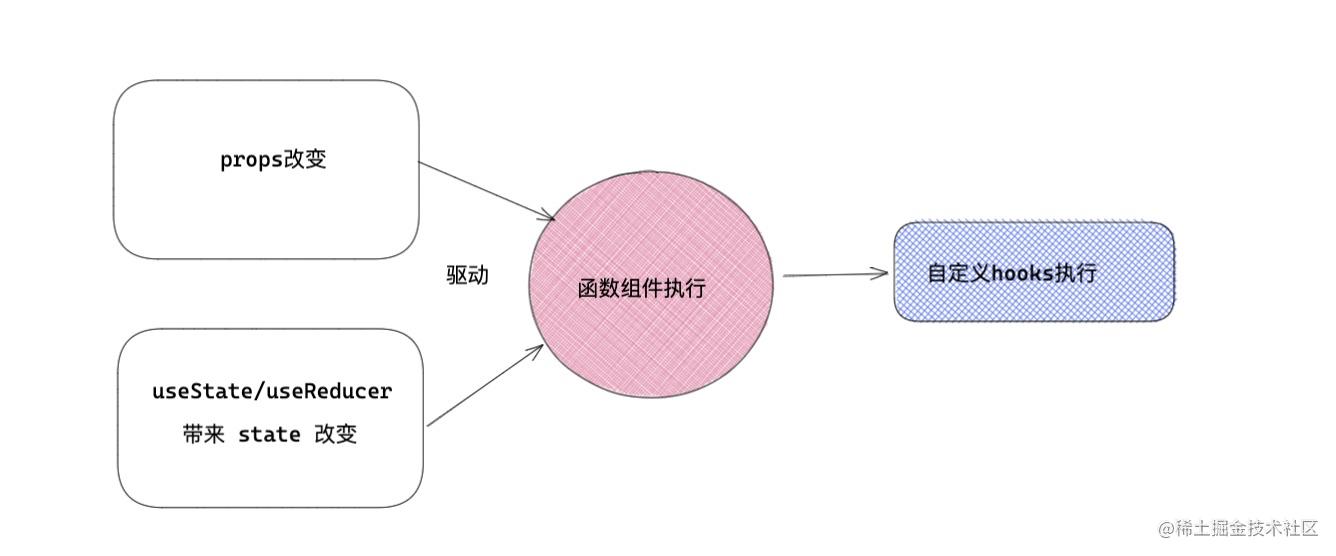 props改变
驱动
函数组件执行
自定义hooks执行
useState/useReducer
带来 state 改变
@稀土掘金技术社区